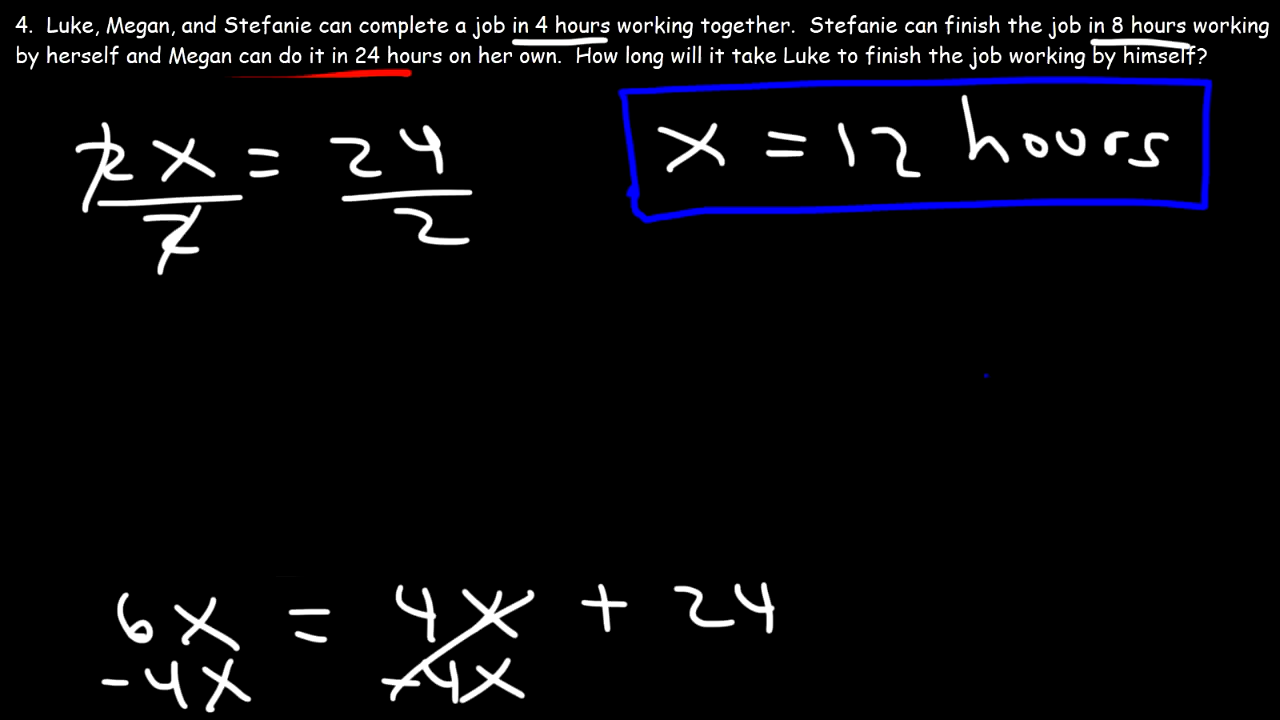 4. Luke, Megan, and Stefanie can complete a job in 4 hours working together. Stefanie can finish the job in 8 hours working
by herself and Megan can do it in 24 hours on her own. How long will it take Luke to finish the job working by himself?
2x = 24
2 2
x = 12 hours
6x = 4x + 24
-4x -4x